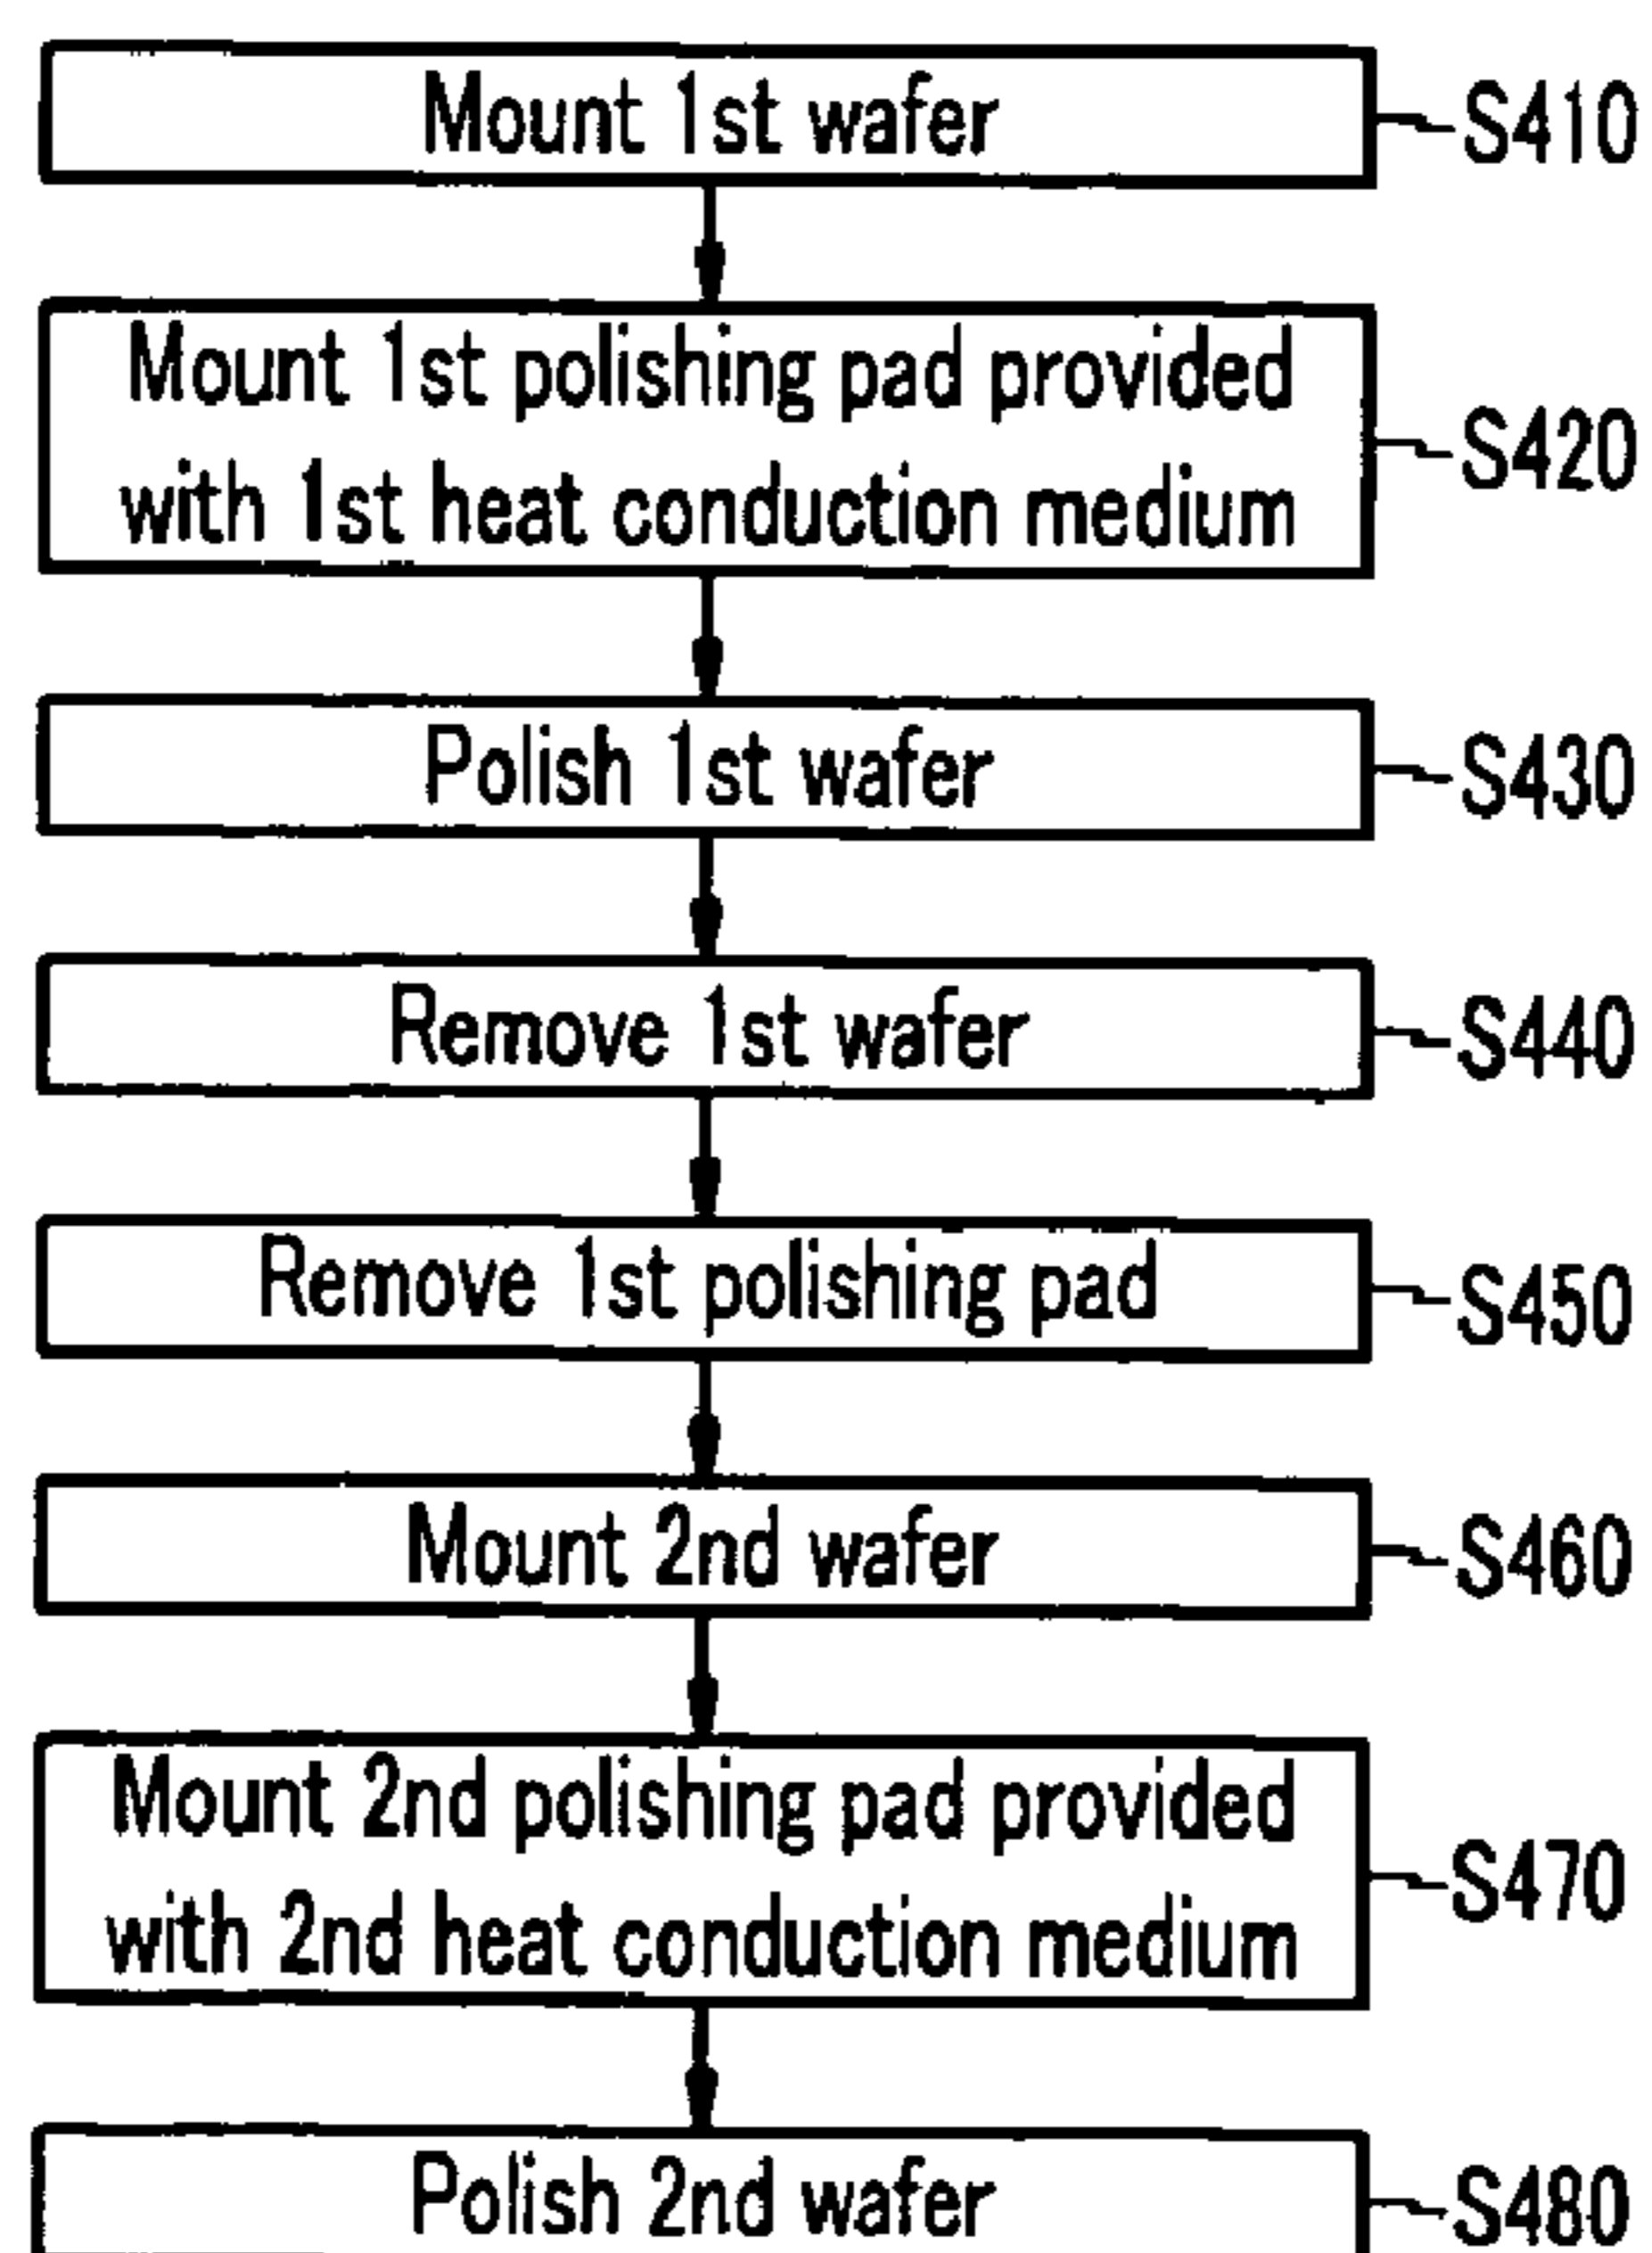 Mount 1st wafer
S410
Mount 1st polishing pad provided
with 1st heat conduction medium
S420
Polish 1st wafer
S430
Remove 1st wafer
S440
Remove 1st polishing pad
S450
Mount 2nd wafer
S460
Mount 2nd polishing pad provided
with 2nd heat conduction medium
S470
Polish 2nd wafer
S480